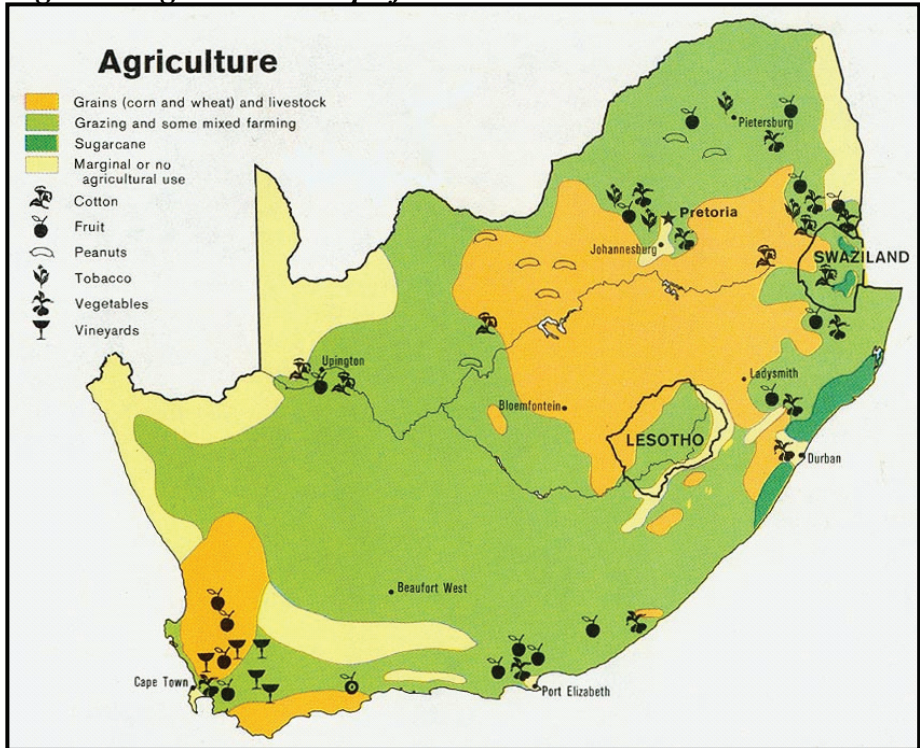 Agriculture
Grains (corn and wheat) and livestock
Grazing and some mixed farming
Sugarcane
Marginal or no
agricultural use
Cotton
Fruit
Peanuts
Tobacco
Vegetables
Vineyards
Pietersburg
Pretoria
Johannesburg
SWAZILAND
Upington
Ladysmith
Bloemfontein
LESOTHO
Durban
Beaufort West
Cape Town
Port Elizabeth